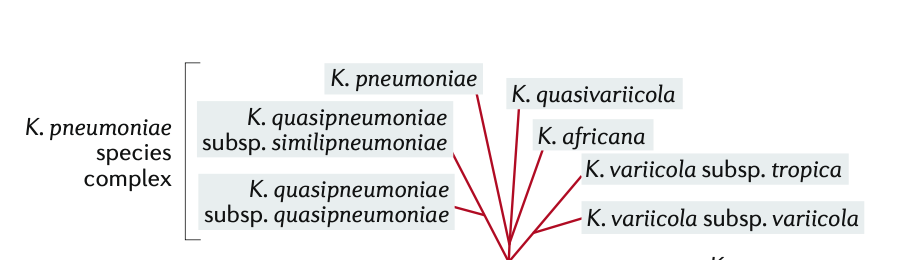 K. pneumoniae
species
complex
K. pneumoniae
K. quasipneumoniae
subsp. similipneumoniae
K. quasipneumoniae
subsp. quasipneumoniae
K. quasivariicola
K. africana
K. variicola subsp. tropica
K. variicola subsp. variicola